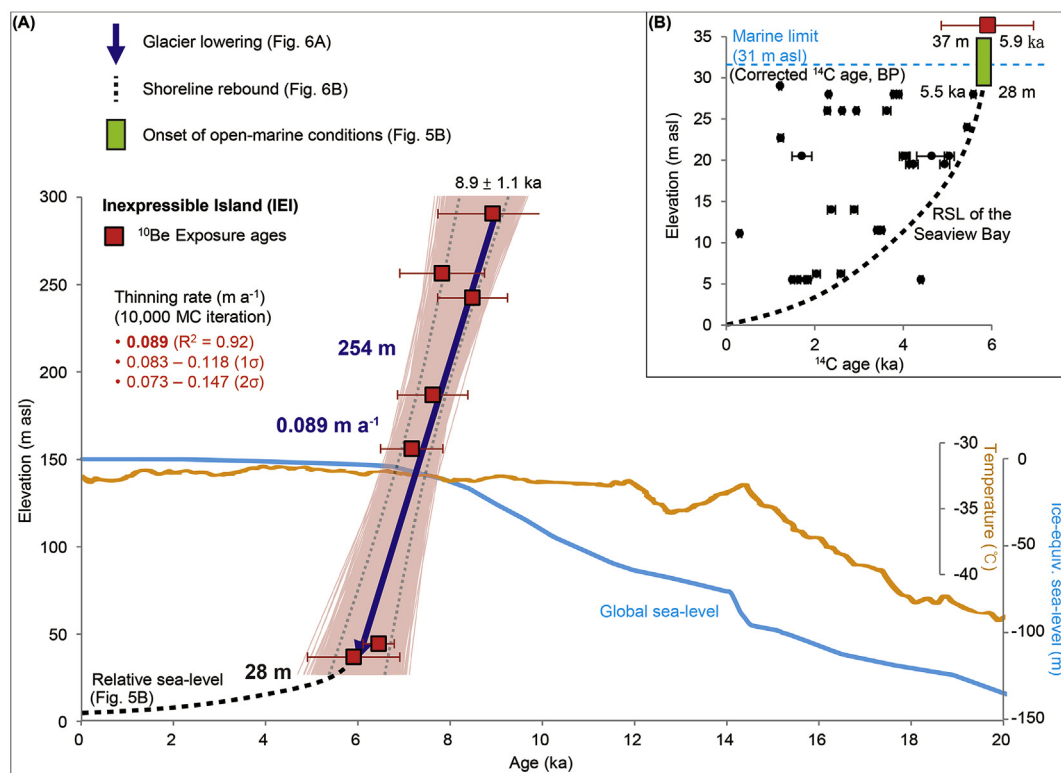 (A)
Glacier lowering (Fig. 6A)
Shoreline rebound (Fig. 6B)
Onset of open-marine conditions (Fig. 5B)
Inexpressible Island (IEI)
¹⁰Be Exposure ages
Thinning rate (m a⁻¹)
(10,000 MC iteration)
• 0.089 (R² = 0.92)
• 0.083 – 0.118 (1σ)
• 0.073 – 0.147 (2σ)
8.9 ± 1.1 ka
254 m
0.089 m a⁻¹
28 m
Relative sea-level
(Fig. 5B)
Global sea-level
Elevation (m asl)
300
250
200
150
100
50
0
0 2 4 6 8 10 12 14 16 18 20
Age (ka)
Temperature (℃)
-30
-35
-40
Ice-equiv. sea-level (m)
0
-50
-100
-150
(B)
Marine limit
(31 m asl)
(Corrected ¹⁴C age, BP)
37 m 5.9 ka
5.5 ka 28 m
RSL of the
Seaview Bay
Elevation (m asl)
35
30
25
20
15
10
5
0
0 2 4 6
¹⁴C age (ka)